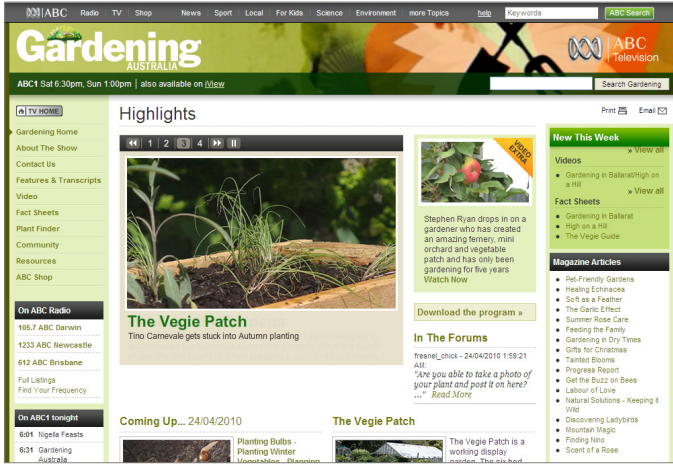 ABC Radio TV Shop News Sport Local For Kids Science Environment more Topics help Keywords ABC Search
Gardening
AUSTRALIA
ABC
Television
ABC1 Sat 6:30pm, Sun 1:00pm | also available on iView
Search Gardening
TV HOME
Gardening Home
About The Show
Contact Us
Features & Transcripts
Video
Fact Sheets
Plant Finder
Community
Resources
ABC Shop
On ABC Radio
105.7 ABC Darwin
1233 ABC Newcastle
612 ABC Brisbane
Full Listings
Find Your Frequency
On ABC1 tonight
6:01 Nigella Feasts
6:31 Gardening
Australia
Highlights
Print Email
1 2 3 4
The Vegie Patch
Tino Carnevale gets stuck into Autumn planting
VIDEO
EXTRA
Stephen Ryan drops in on a
gardener who has created
an amazing fernery, mini
orchard and vegetable
patch and has only been
gardening for five years
Watch Now
Download the program »
In The Forums
fresnel_chick - 24/04/2010 1:59:21
AM:
"Are you able to take a photo of
your plant and post it on here?
..." Read More
Coming Up... 24/04/2010
Planting Bulbs -
Planting Winter
Vegetables - Planning
The Vegie Patch
The Vegie Patch is a
working display
garden. The six bed
New This Week
» View all
Videos
Gardening in Ballarat/High on
a Hill
» View all
Fact Sheets
Gardening in Ballarat
High on a Hill
The Vegie Guide
Magazine Articles
Pet-Friendly Gardens
Healing Echinacea
Soft as a Feather
The Garlic Effect
Summer Rose Care
Feeding the Family
Gardening in Dry Times
Gifts for Christmas
Tainted Blooms
Progress Report
Get the Buzz on Bees
Labour of Love
Natural Solutions - Keeping it
Wild
Discovering Ladybirds
Mountain Magic
Finding Nino
Scent of a Rose